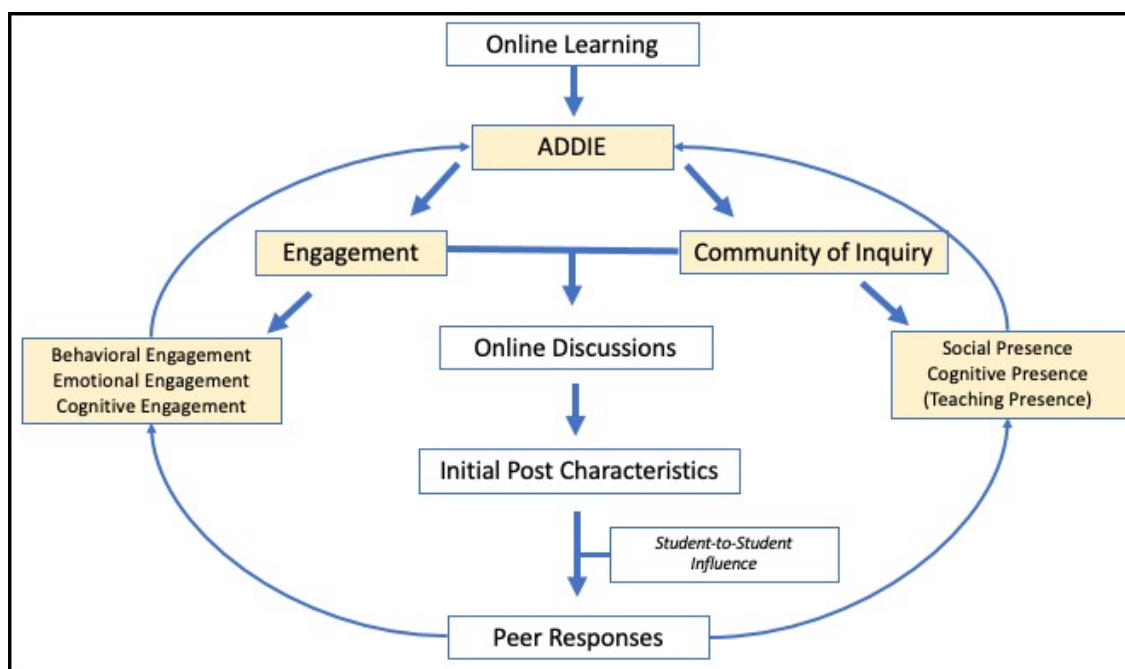 Online Learning
ADDIE
Engagement
Community of Inquiry
Behavioral Engagement
Emotional Engagement
Cognitive Engagement
Online Discussions
Social Presence
Cognitive Presence
(Teaching Presence)
Initial Post Characteristics
Student-to-Student
Influence
Peer Responses